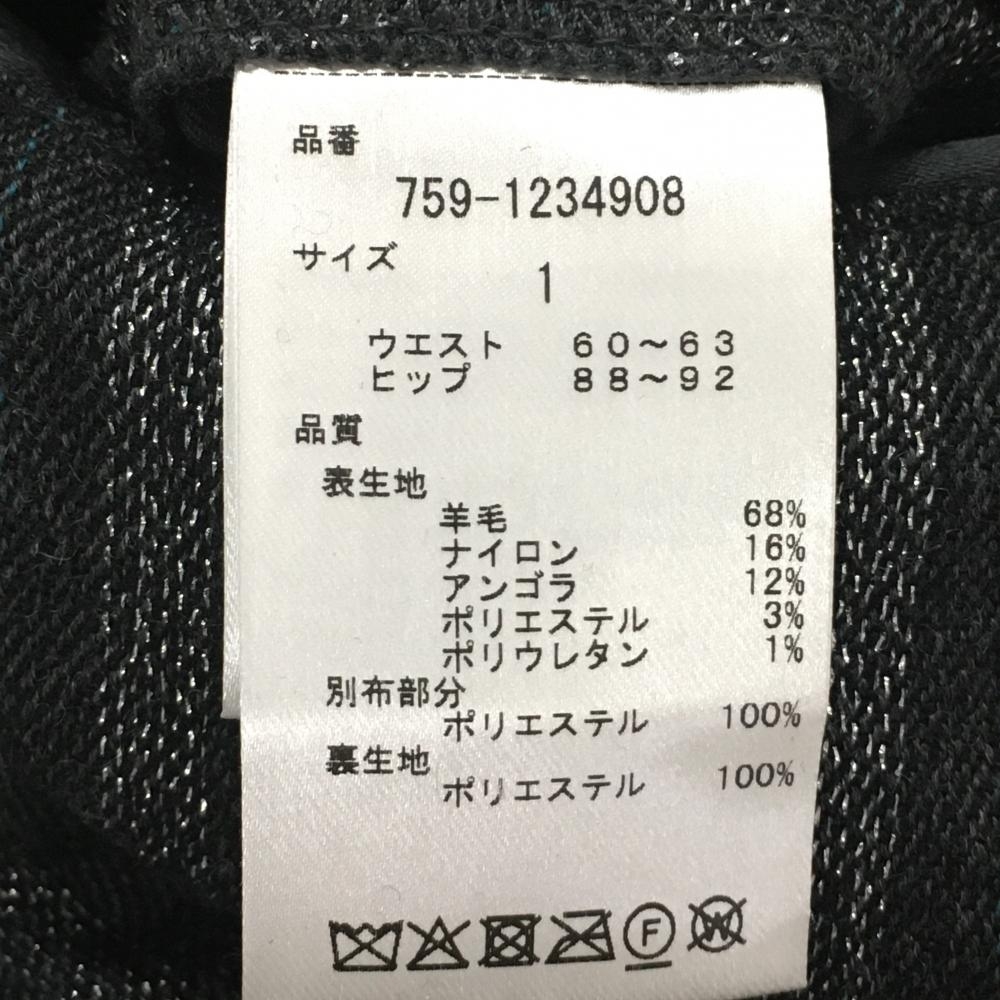 品番
759-1234908
サイズ
1
ウエスト 60~63
ヒップ 88~92
品質
表生地
羊毛 68%
ナイロン 16%
アンゴラ 12%
ポリエステル 3%
ポリウレタン 1%
別布部分
ポリエステル 100%
裏生地
ポリエステル 100%
F W